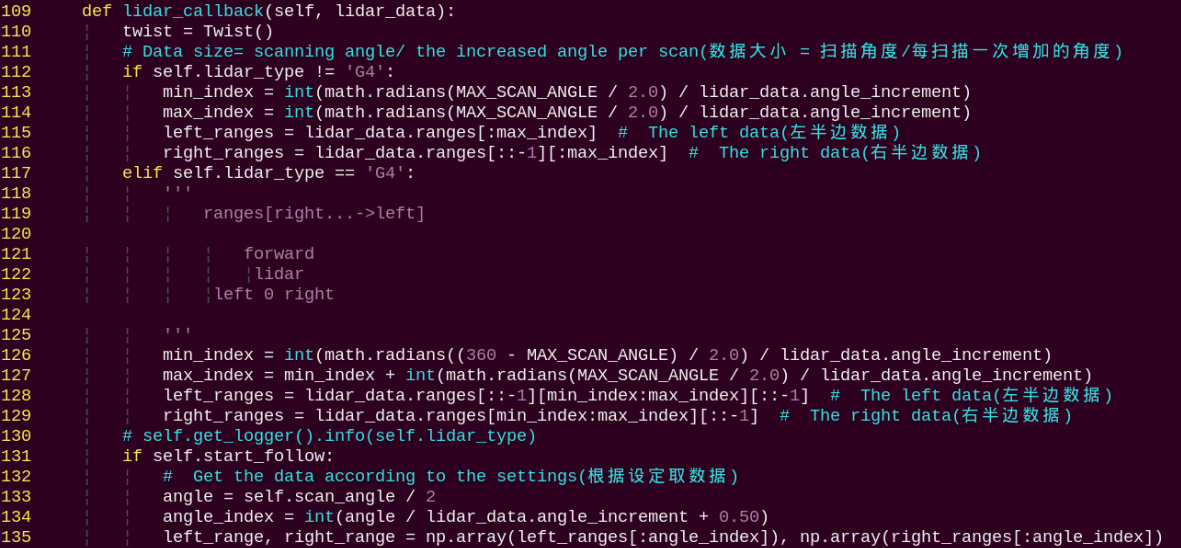 109     def lidar_callback(self, lidar_data):
110         twist = Twist()
111         # Data size= scanning angle/ the increased angle per scan(数据大小 = 扫描角度/每扫描一次增加的角度)
112         if self.lidar_type != 'G4':
113             min_index = int(math.radians(MAX_SCAN_ANGLE / 2.0) / lidar_data.angle_increment)
114             max_index = int(math.radians(MAX_SCAN_ANGLE / 2.0) / lidar_data.angle_increment)
115             left_ranges = lidar_data.ranges[:max_index]  #  The left data(左半边数据)
116             right_ranges = lidar_data.ranges[::-1][:max_index]  #  The right data(右半边数据)
117         elif self.lidar_type == 'G4':
118             '''
119                 ranges[right...->left]
120
121                     forward
122                      lidar
123                  left 0 right
124
125             '''
126             min_index = int(math.radians((360 - MAX_SCAN_ANGLE) / 2.0) / lidar_data.angle_increment)
127             max_index = min_index + int(math.radians(MAX_SCAN_ANGLE / 2.0) / lidar_data.angle_increment)
128             left_ranges = lidar_data.ranges[::-1][min_index:max_index][::-1]  #  The left data(左半边数据)
129             right_ranges = lidar_data.ranges[min_index:max_index][::-1]  #  The right data(右半边数据)
130         # self.get_logger().info(self.lidar_type)
131         if self.start_follow:
132             #  Get the data according to the settings(根据设定取数据)
133             angle = self.scan_angle / 2
134             angle_index = int(angle / lidar_data.angle_increment + 0.50)
135             left_range, right_range = np.array(left_ranges[:angle_index]), np.array(right_ranges[:angle_index])